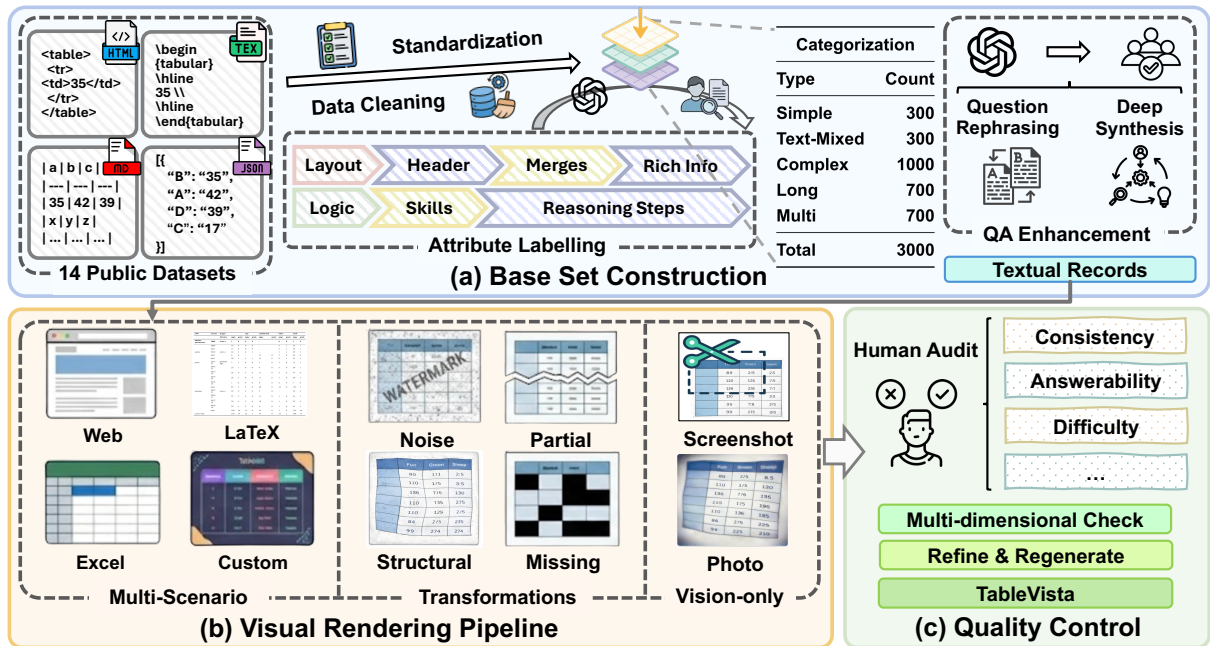 <table>
<tr>
<td>35</td>
</tr>
</table>
HTML
\begin
{tabular}
\hline
35 \\
\hline
\end{tabular}
TEX
| a | b | c |
| --- | --- | --- |
| 35 | 42 | 39 |
| x | y | z |
| ... | ... | ... |
MD
[{
"B": "35",
"A": "42",
"D": "39",
"C": "17"
}]
JSON
14 Public Datasets
Standardization
Data Cleaning
Layout
Header
Merges
Rich Info
Logic
Skills
Reasoning Steps
Attribute Labelling
Categorization
Type Count
Simple 300
Text-Mixed 300
Complex 1000
Long 700
Multi 700
Total 3000
Question
Rephrasing
Deep
Synthesis
A
B
QA Enhancement
Textual Records
(a) Base Set Construction
Web
LaTeX
Excel
Custom
Multi-Scenario
WATERMARK
Noise
Partial
Structural
Missing
Transformations
Screenshot
Photo
Vision-only
(b) Visual Rendering Pipeline
Human Audit
Consistency
Answerability
Difficulty
...
Multi-dimensional Check
Refine & Regenerate
TableVista
(c) Quality Control